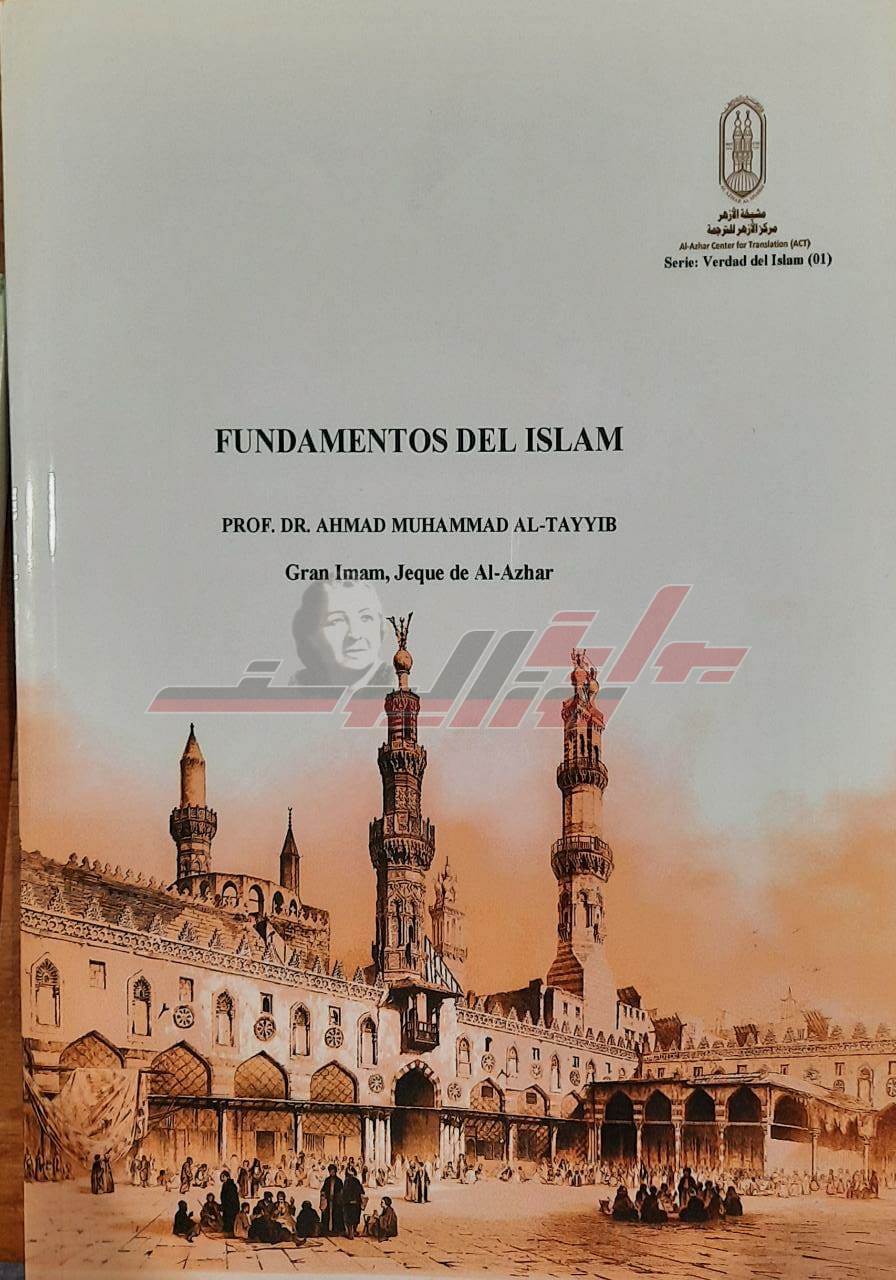 مشيخة الأزهر
مركز الأزهر للترجمة
Al-Azhar Center for Translation (ACT)
Serie: Verdad del Islam (01)
FUNDAMENTOS DEL ISLAM
PROF. DR. AHMAD MUHAMMAD AL-TAYYIB
Gran Imam, Jeque de Al-Azhar
روزاليوسف